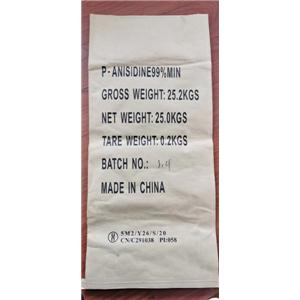 P-ANISIDINE99%MIN
GROSS WEIGHT:25.2KGS
NET WEIGHT:25.0KGS
TARE WEIGHT:0.2KGS
BATCH NO.:
MADE IN CHINA
5M2/Y26/S/20
CN/C291038 PI:058